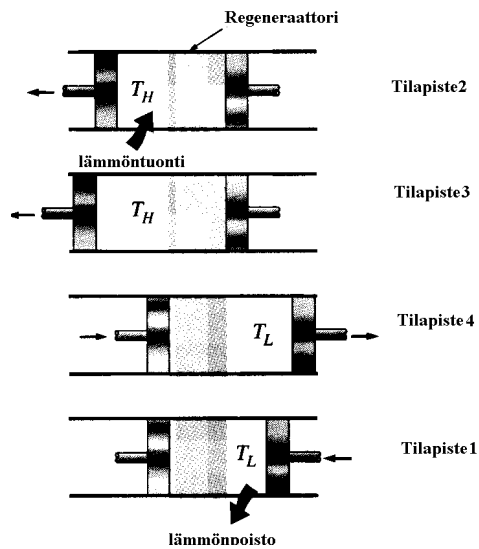 Regeneraattori
T_H
Tilapiste2
lämmöntuonti
T_H
Tilapiste3
T_L
Tilapiste4
T_L
Tilapiste1
lämmönpoisto